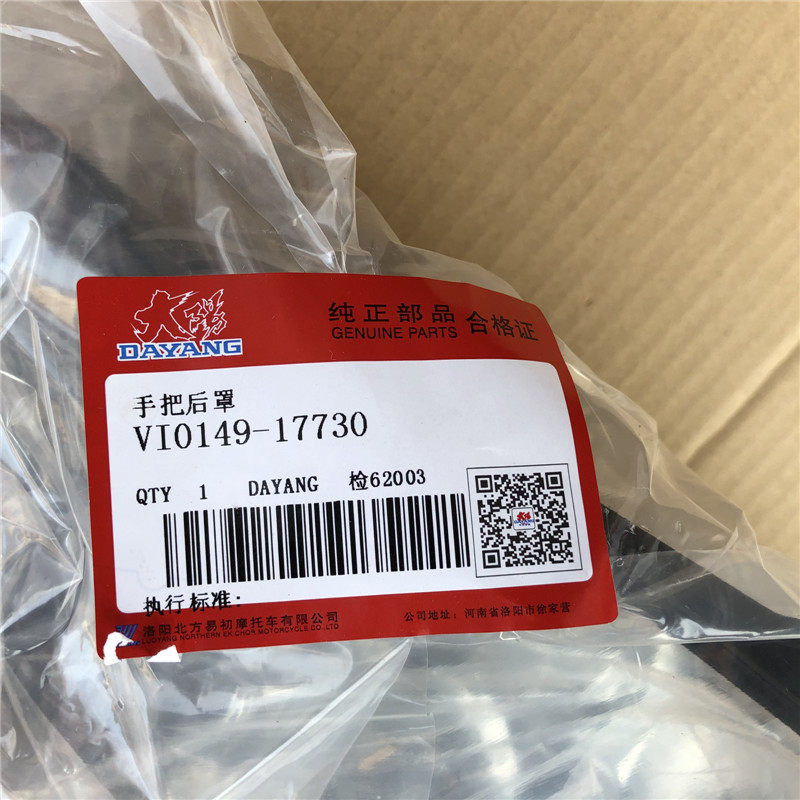 大阳
DAYANG
纯正部品 合格证
GENUINE PARTS
手把后罩
VI0149-17730
QTY 1 DAYANG 检62003
执行标准:
洛阳北方易初摩托车有限公司
LUOYANG NORTHERN EK CHOR MOTORCYCLE CO.,LTD
公司地址: 河南省洛阳市徐家营